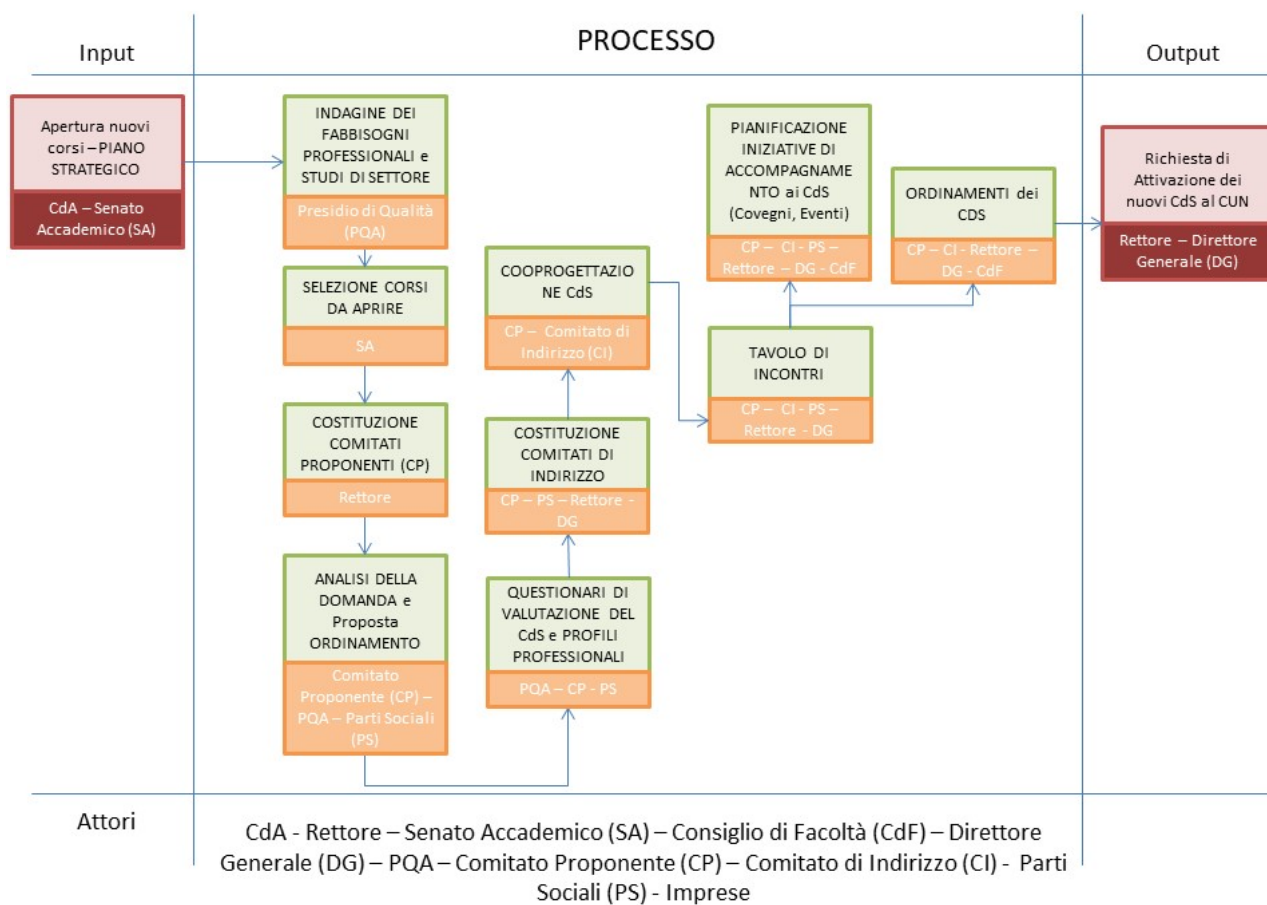 Input
PROCESSO
Output
Apertura nuovi
corsi – PIANO
STRATEGICO
CdA – Senato
Accademico (SA)
INDAGINE DEI
FABBISOGNI
PROFESSIONALI e
STUDI DI SETTORE
Presidio di Qualità
(PQA)
SELEZIONE CORSI
DA APRIRE
SA
COSTITUZIONE
COMITATI
PROPONENTI (CP)
Rettore
ANALISI DELLA
DOMANDA e
Proposta
ORDINAMENTO
Comitato
Proponente (CP) –
PQA – Parti Sociali
(PS)
QUESTIONARI DI
VALUTAZIONE DEL
CdS e PROFILI
PROFESSIONALI
PQA – CP - PS
COSTITUZIONE
COMITATI DI
INDIRIZZO
CP – PS – Rettore -
DG
COOPROGETTAZIO
NE CdS
CP – Comitato di
Indirizzo (CI)
TAVOLO DI
INCONTRI
CP – CI - PS –
Rettore - DG
PIANIFICAZIONE
INIZIATIVE DI
ACCOMPAGNAME
NTO ai CdS
(Covegni, Eventi)
CP – CI - PS –
Rettore – DG - CdF
ORDINAMENTI dei
CDS
CP – CI - Rettore –
DG - CdF
Richiesta di
Attivazione dei
nuovi CdS al CUN
Rettore – Direttore
Generale (DG)
Attori
CdA - Rettore – Senato Accademico (SA) – Consiglio di Facoltà (CdF) – Direttore
Generale (DG) – PQA – Comitato Proponente (CP) – Comitato di Indirizzo (CI) - Parti
Sociali (PS) - Imprese